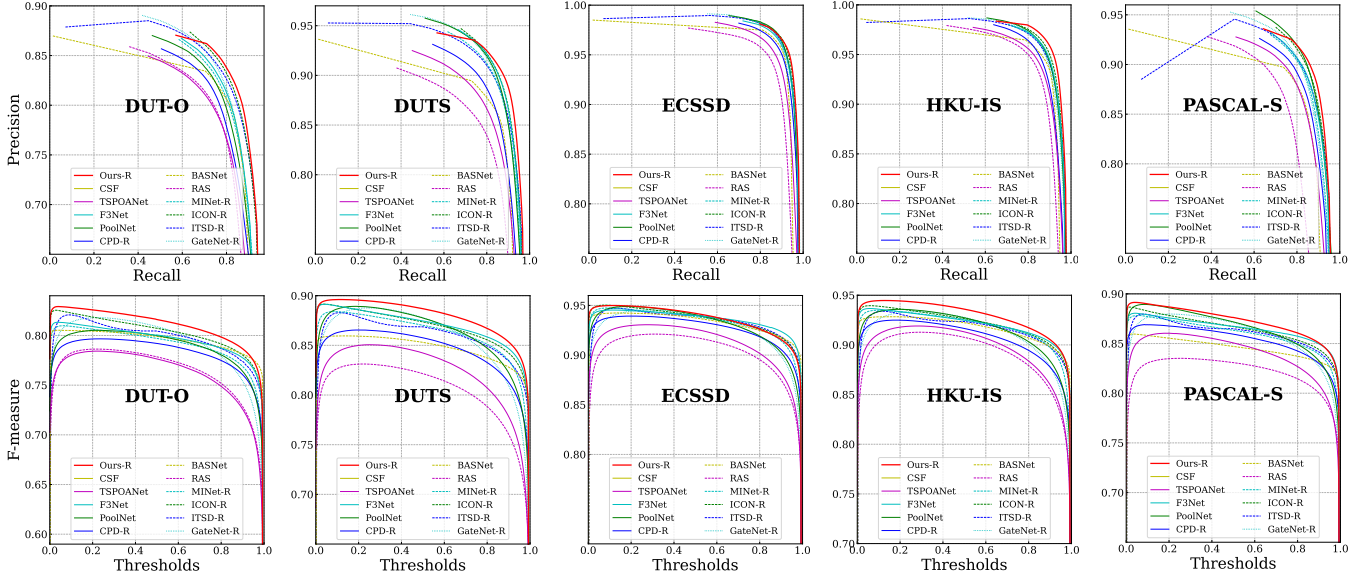 Precision
0.90
0.85
0.80
0.75
0.70
DUT-O
Ours-R
CSF
TSPOANet
F3Net
PoolNet
CPD-R
BASNet
RAS
MINet-R
ICON-R
ITSD-R
GateNet-R
0.0 0.2 0.4 0.6 0.8
Recall
0.95
0.90
0.85
0.80
DUTS
Ours-R
CSF
TSPOANet
F3Net
PoolNet
CPD-R
BASNet
RAS
MINet-R
ICON-R
ITSD-R
GateNet-R
0.0 0.2 0.4 0.6 0.8 1.0
Recall
1.00
0.95
0.90
0.85
0.80
ECSSD
Ours-R
CSF
TSPOANet
F3Net
PoolNet
CPD-R
BASNet
RAS
MINet-R
ICON-R
ITSD-R
GateNet-R
0.0 0.2 0.4 0.6 0.8 1.0
Recall
1.00
0.95
0.90
0.85
0.80
HKU-IS
Ours-R
CSF
TSPOANet
F3Net
PoolNet
CPD-R
BASNet
RAS
MINet-R
ICON-R
ITSD-R
GateNet-R
0.0 0.2 0.4 0.6 0.8 1.0
Recall
0.95
0.90
0.85
0.80
PASCAL-S
Ours-R
CSF
TSPOANet
F3Net
PoolNet
CPD-R
BASNet
RAS
MINet-R
ICON-R
ITSD-R
GateNet-R
0.0 0.2 0.4 0.6 0.8 1.0
Recall
F-measure
0.80
0.75
0.70
0.65
0.60
DUT-O
Ours-R
CSF
TSPOANet
F3Net
PoolNet
CPD-R
BASNet
RAS
MINet-R
ICON-R
ITSD-R
GateNet-R
0.0 0.2 0.4 0.6 0.8 1.0
Thresholds
0.90
0.85
0.80
0.75
0.70
DUTS
Ours-R
CSF
TSPOANet
F3Net
PoolNet
CPD-R
BASNet
RAS
MINet-R
ICON-R
ITSD-R
GateNet-R
0.0 0.2 0.4 0.6 0.8 1.0
Thresholds
0.95
0.90
0.85
0.80
ECSSD
Ours-R
CSF
TSPOANet
F3Net
PoolNet
CPD-R
BASNet
RAS
MINet-R
ICON-R
ITSD-R
GateNet-R
0.0 0.2 0.4 0.6 0.8 1.0
Thresholds
0.95
0.90
0.85
0.80
0.75
0.70
HKU-IS
Ours-R
CSF
TSPOANet
F3Net
PoolNet
CPD-R
BASNet
RAS
MINet-R
ICON-R
ITSD-R
GateNet-R
0.0 0.2 0.4 0.6 0.8 1.0
Thresholds
0.90
0.85
0.80
0.75
0.70
PASCAL-S
Ours-R
CSF
TSPOANet
F3Net
PoolNet
CPD-R
BASNet
RAS
MINet-R
ICON-R
ITSD-R
GateNet-R
0.0 0.2 0.4 0.6 0.8 1.0
Thresholds